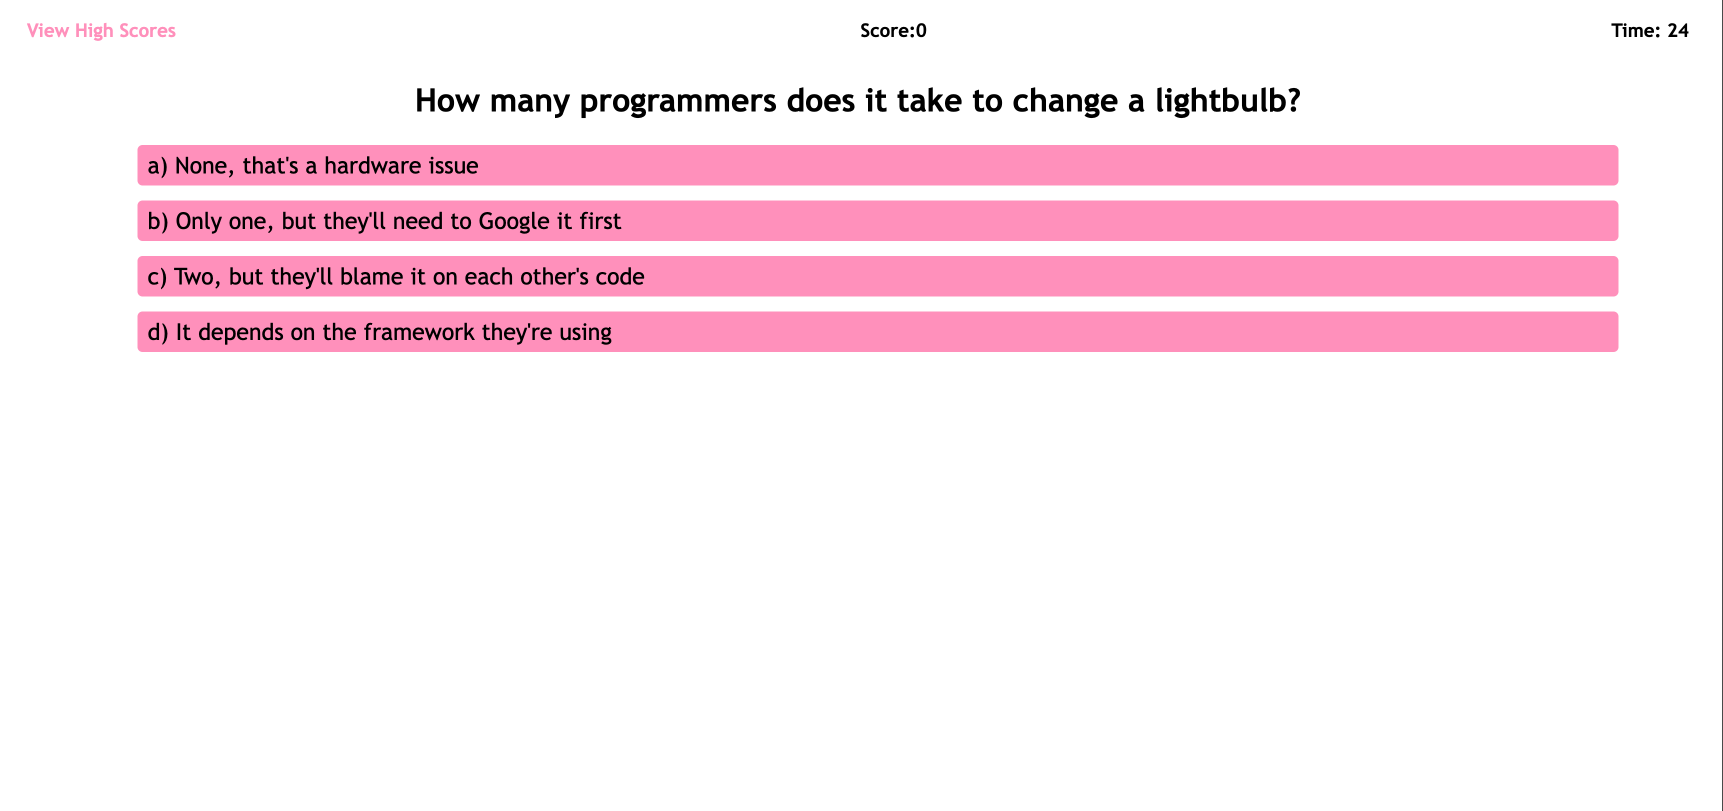 View High Scores
Score:0
Time: 24
How many programmers does it take to change a lightbulb?
a) None, that's a hardware issue
b) Only one, but they'll need to Google it first
c) Two, but they'll blame it on each other's code
d) It depends on the framework they're using